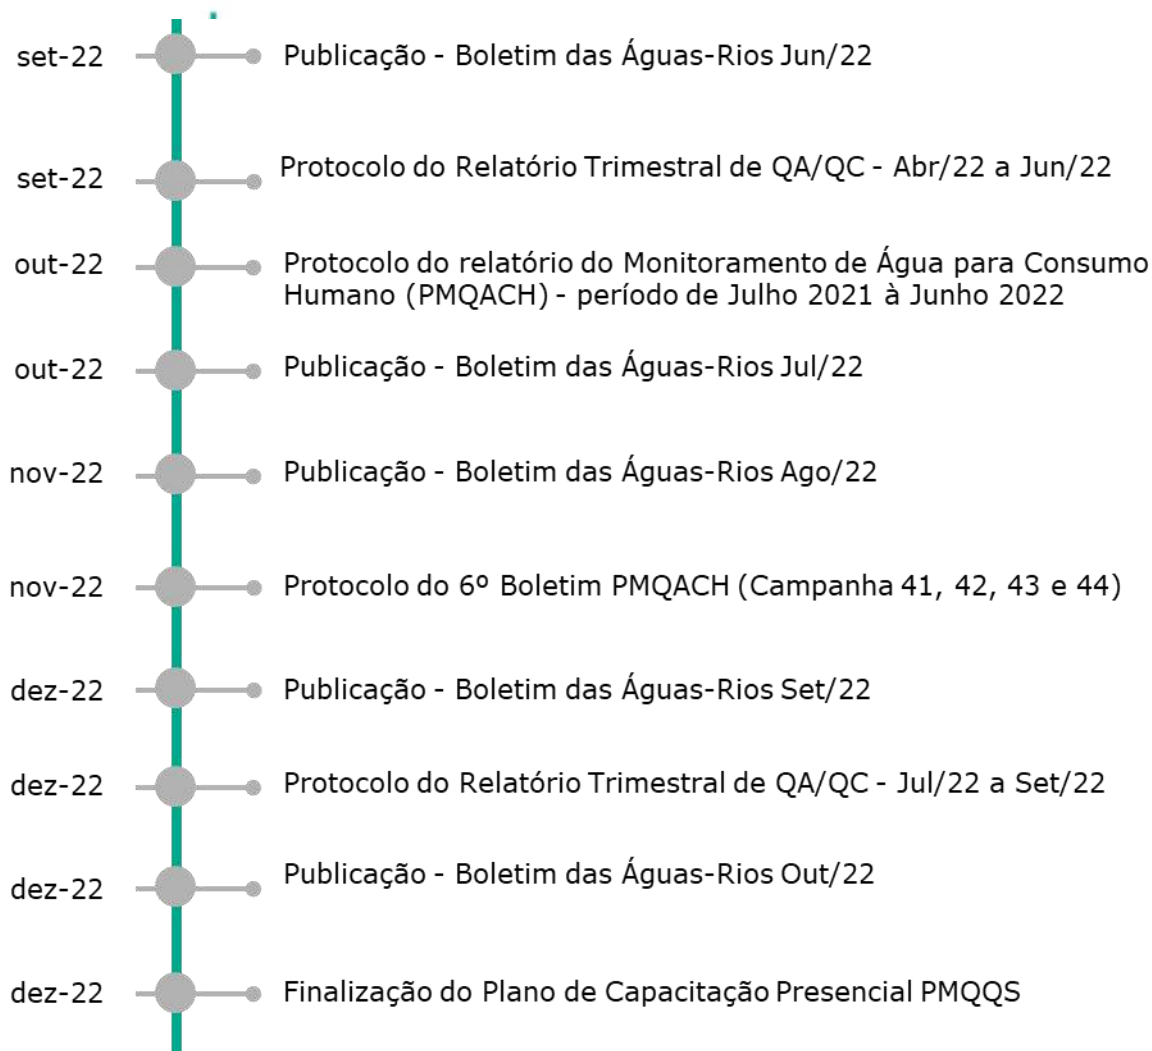 set-22 Publicação - Boletim das Águas-Rios Jun/22
set-22 Protocolo do Relatório Trimestral de QA/QC - Abr/22 a Jun/22
out-22 Protocolo do relatório do Monitoramento de Água para Consumo
Humano (PMQACH) - período de Julho 2021 à Junho 2022
out-22 Publicação - Boletim das Águas-Rios Jul/22
nov-22 Publicação - Boletim das Águas-Rios Ago/22
nov-22 Protocolo do 6º Boletim PMQACH (Campanha 41, 42, 43 e 44)
dez-22 Publicação - Boletim das Águas-Rios Set/22
dez-22 Protocolo do Relatório Trimestral de QA/QC - Jul/22 a Set/22
dez-22 Publicação - Boletim das Águas-Rios Out/22
dez-22 Finalização do Plano de Capacitação Presencial PMQQS